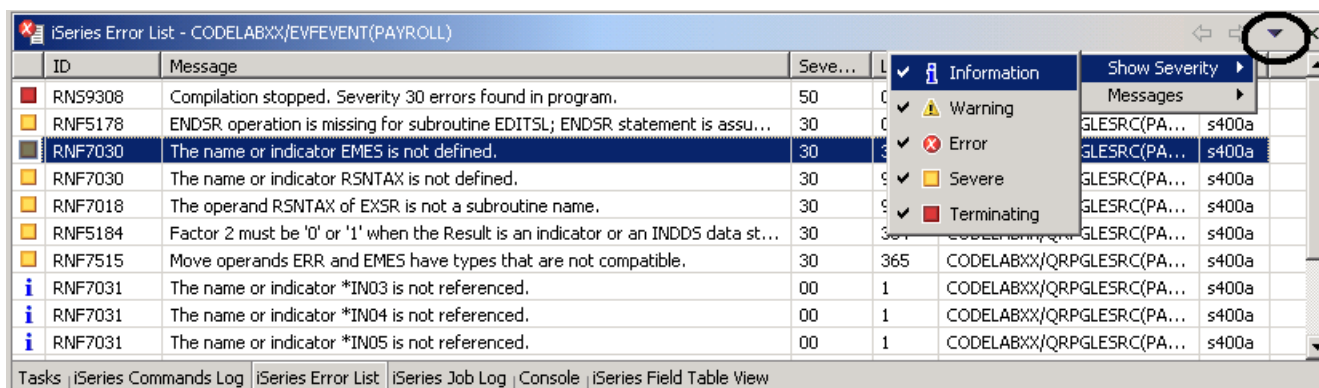 iSeries Error List - CODELABXX/EVFEVENT(PAYROLL)
ID Message Seve... L
Information
Warning
Error
Severe
Terminating
Show Severity
Messages
RNS9308 Compilation stopped. Severity 30 errors found in program. 50
RNF5178 ENDSR operation is missing for subroutine EDITSL; ENDSR statement is assu... 30 GLESRC(PA... s400a
RNF7030 The name or indicator EMES is not defined. 30 GLESRC(PA... s400a
RNF7030 The name or indicator RSNTAX is not defined. 30 9 GLESRC(PA... s400a
RNF7018 The operand RSNTAX of EXSR is not a subroutine name. 30 9 GLESRC(PA... s400a
RNF5184 Factor 2 must be '0' or '1' when the Result is an indicator or an INDDS data st... 30 s400a
RNF7515 Move operands ERR and EMES have types that are not compatible. 30 365 CODELABXX/QRPGLESRC(PA... s400a
RNF7031 The name or indicator *IN03 is not referenced. 00 1 CODELABXX/QRPGLESRC(PA... s400a
RNF7031 The name or indicator *IN04 is not referenced. 00 1 CODELABXX/QRPGLESRC(PA... s400a
RNF7031 The name or indicator *IN05 is not referenced. 00 1 CODELABXX/QRPGLESRC(PA... s400a
Tasks iSeries Commands Log iSeries Error List iSeries Job Log Console iSeries Field Table View